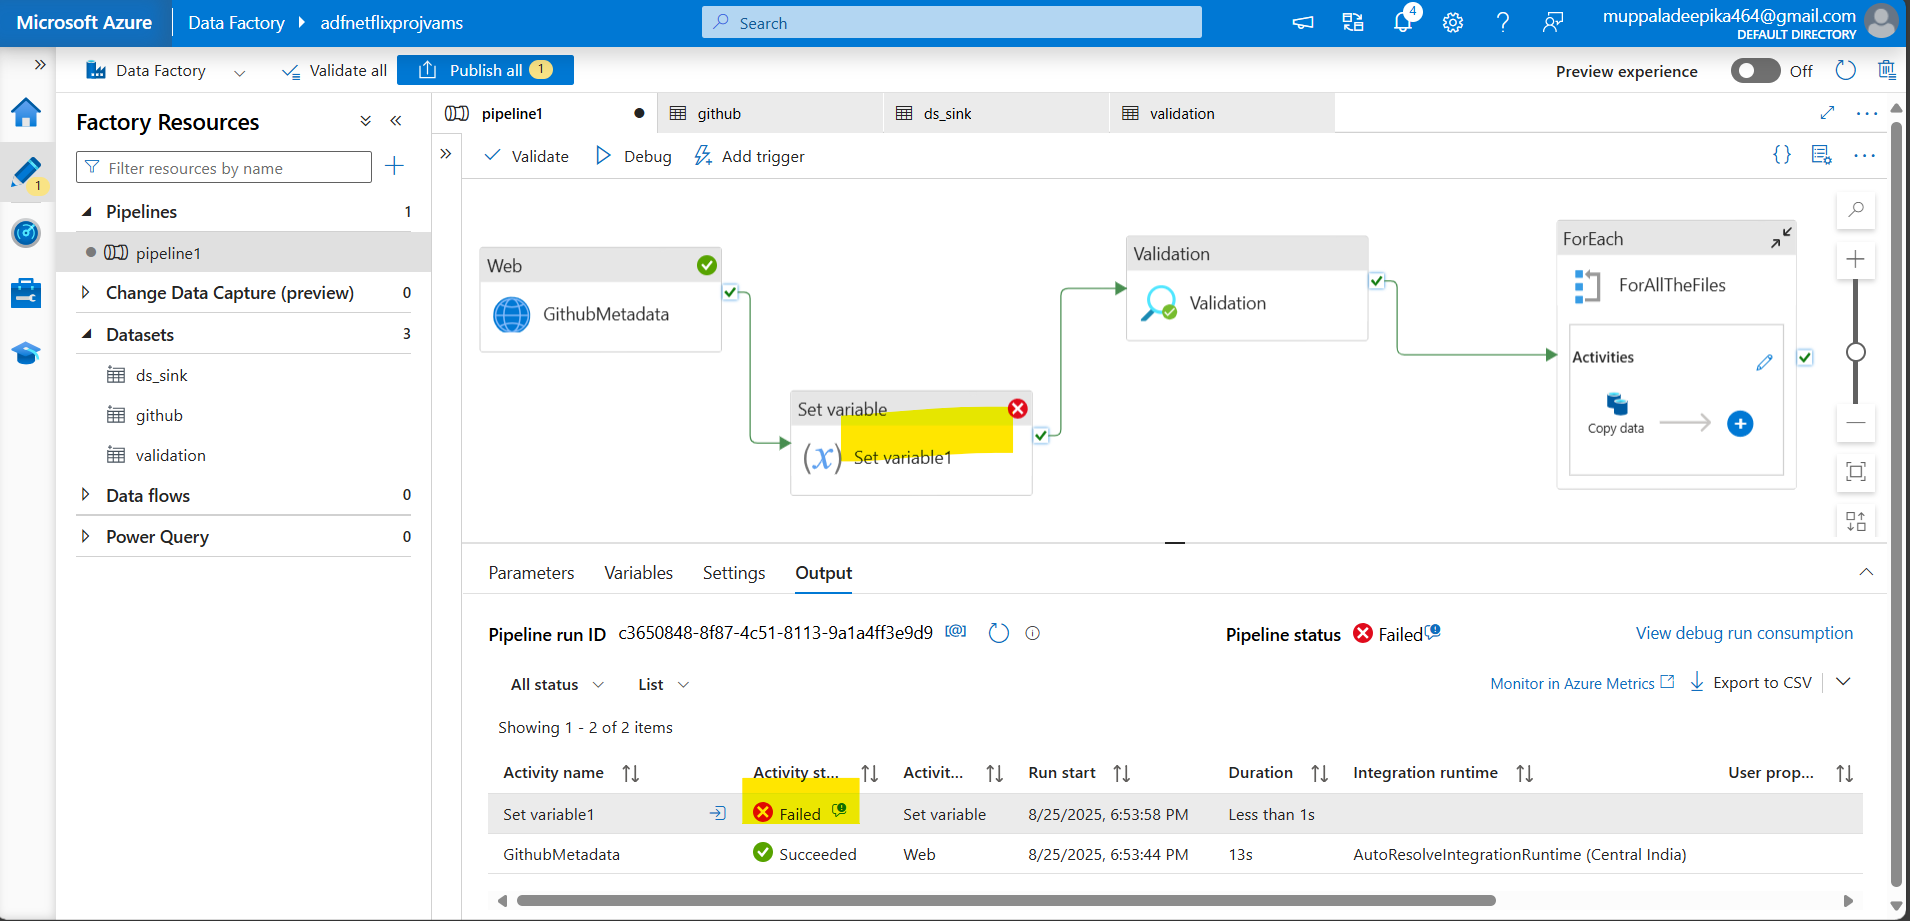 Microsoft Azure
Data Factory
adfnetflixprojvams
Search
4
muppaladeepika464@gmail.com
DEFAULT DIRECTORY
Data Factory
Validate all
Publish all
1
Preview experience
Off
Factory Resources
Filter resources by name
1
Pipelines
1
pipeline1
Change Data Capture (preview)
0
Datasets
3
ds_sink
github
validation
Data flows
0
Power Query
0
pipeline1
github
ds_sink
validation
Validate
Debug
Add trigger
{}
Web
GithubMetadata
Set variable
(x)
Set variable1
Validation
Validation
ForEach
ForAllTheFiles
Activities
Copy data
Parameters
Variables
Settings
Output
Pipeline run ID
c3650848-8f87-4c51-8113-9a1a4ff3e9d9
[@]
Pipeline status
Failed
View debug run consumption
All status
List
Monitor in Azure Metrics
Export to CSV
Showing 1 - 2 of 2 items
Activity name
Activity st...
Activit...
Run start
Duration
Integration runtime
User prop...
Set variable1
Failed
Set variable
8/25/2025, 6:53:58 PM
Less than 1s
GithubMetadata
Succeeded
Web
8/25/2025, 6:53:44 PM
13s
AutoResolveIntegrationRuntime (Central India)